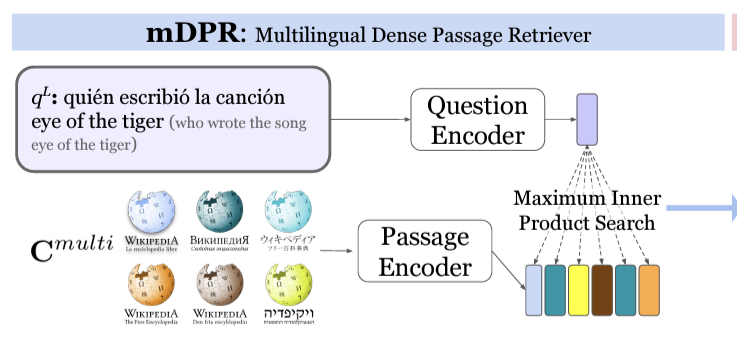 mDPR: Multilingual Dense Passage Retriever
q^L: quién escribió la canción
eye of the tiger (who wrote the song
eye of the tiger)
Question
Encoder
Maximum Inner
Product Search
C^multi
WIKIPEDIA
La enciclopedia libre
ВИКИПЕДИЯ
Свободная энциклопедия
ウィキペディア
フリー百科事典
Passage
Encoder
WIKIPEDIA
The Free Encyclopedia
WIKIPEDIA
Den fria encyklopedin
ויקיפדיה